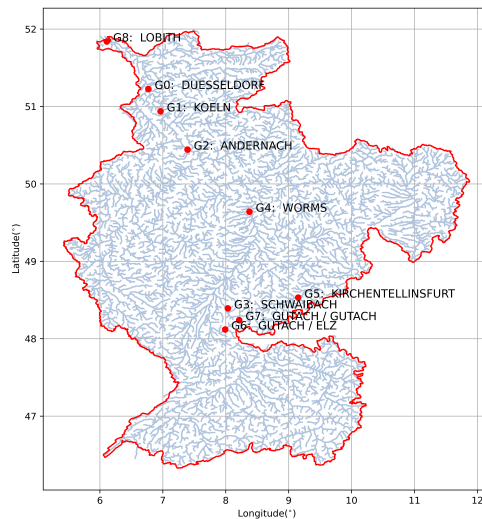 52
G8: LOBITH
G0: DUESSELDORF
51
G1: KOELN
G2: ANDERNACH
50
G4: WORMS
Latitude(°)
49
G5: KIRCHENTELLINSFURT
G3: SCHWAIBACH
G7: GUTACH / GUTACH
G6: GUTACH / ELZ
48
47
6 7 8 9 10 11 12
Longitude(°)